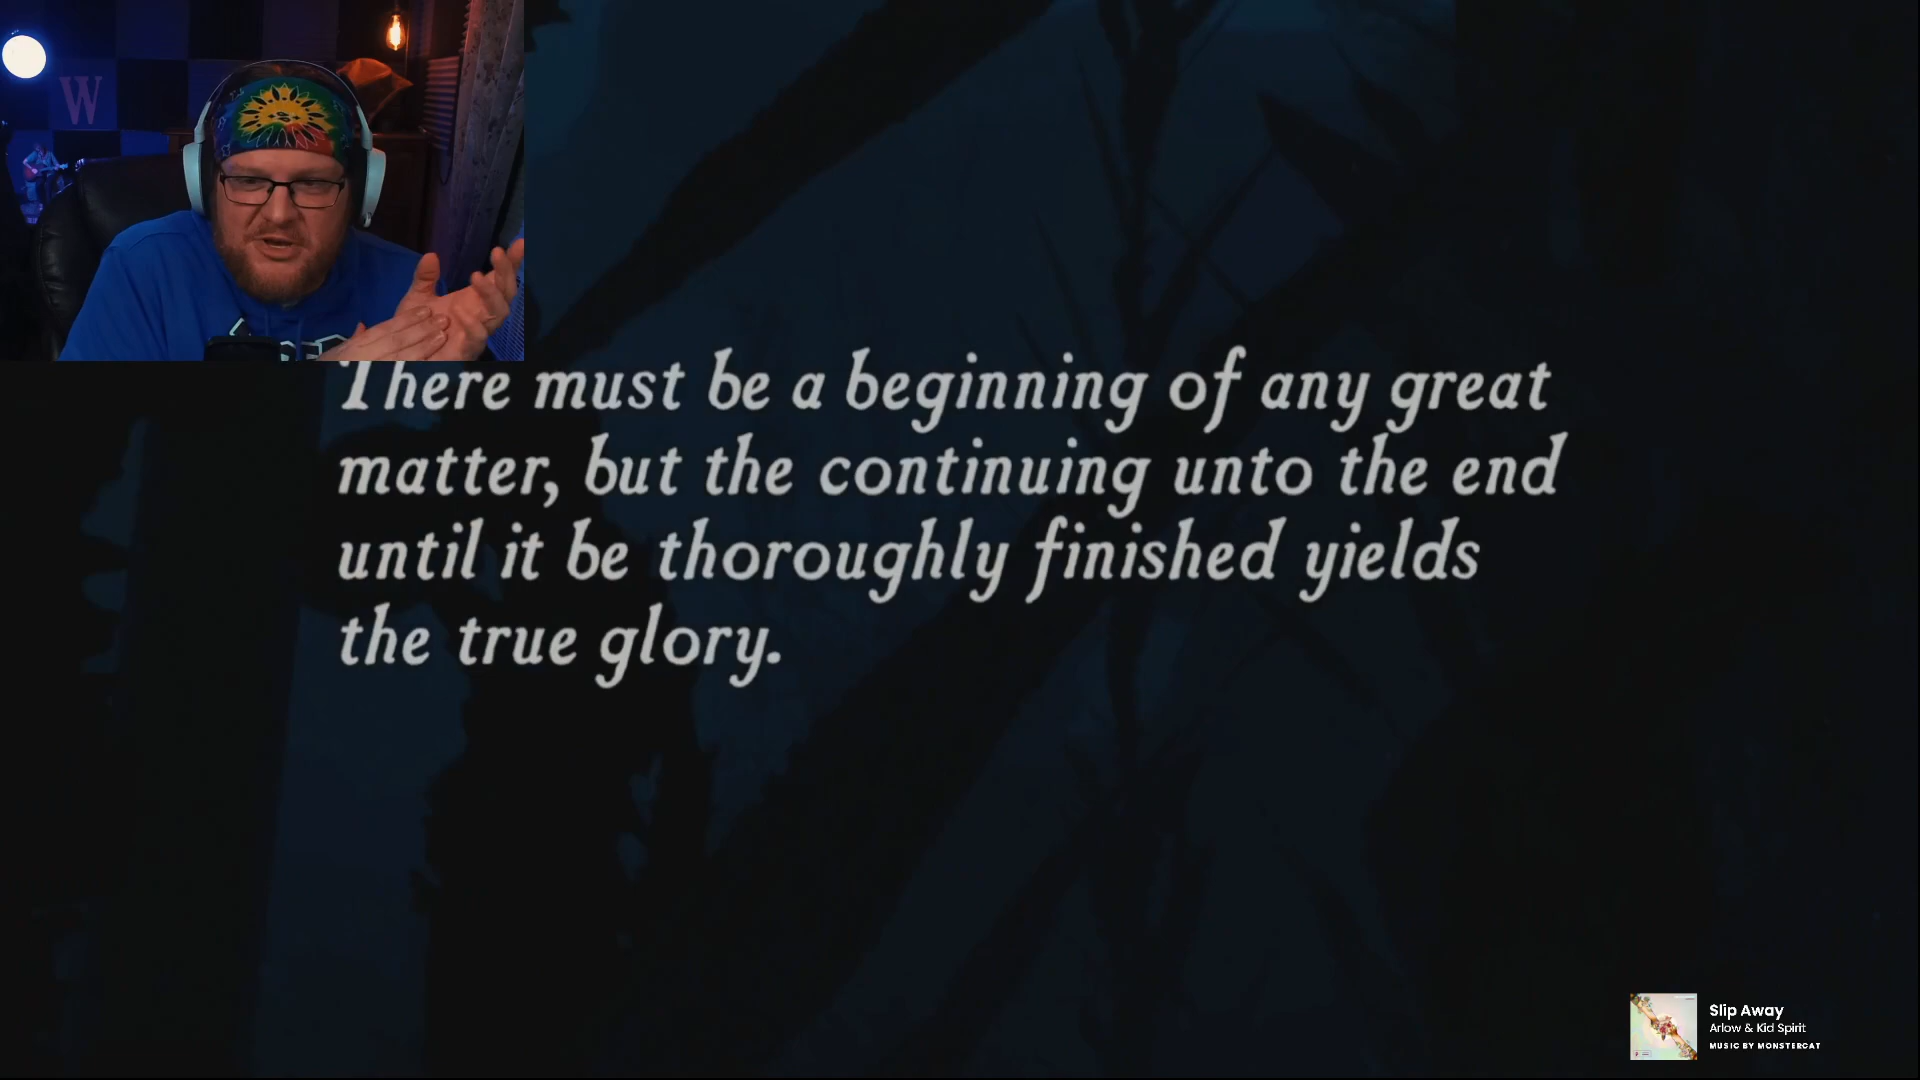 W
There must be a beginning of any great
matter, but the continuing unto the end
until it be thoroughly finished yields
the true glory.
Slip Away
Arlow & Kid Spirit
MUSIC BY MONSTERCAT